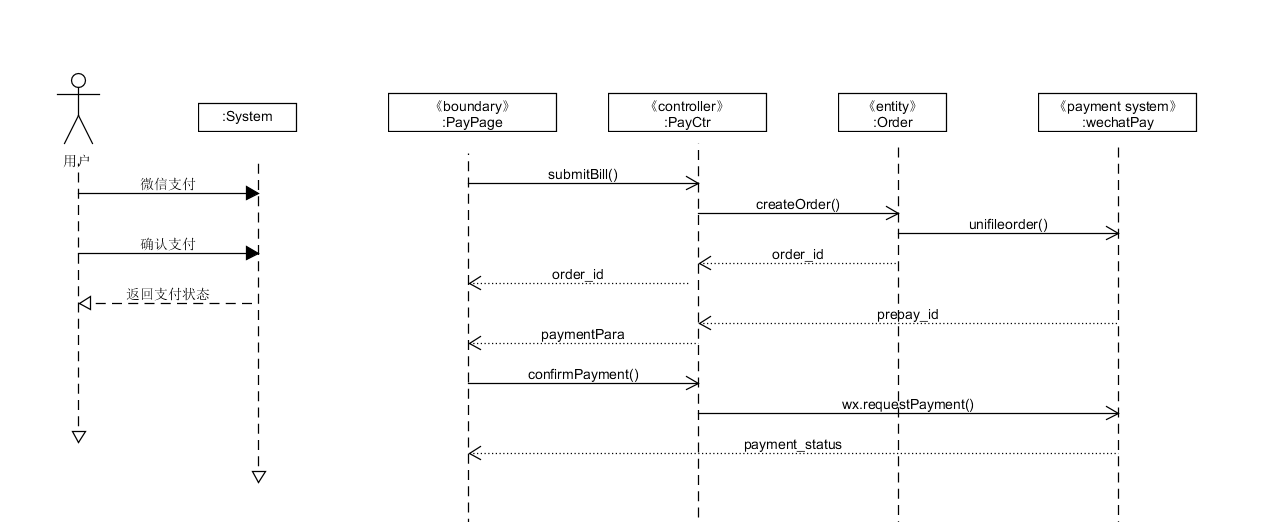 用户
:System
《boundary》
:PayPage
《controller》
:PayCtr
《entity》
:Order
《payment system》
:wechatPay
微信支付
确认支付
返回支付状态
submitBill()
createOrder()
unifileorder()
order_id
order_id
prepay_id
paymentPara
confirmPayment()
wx.requestPayment()
payment_status